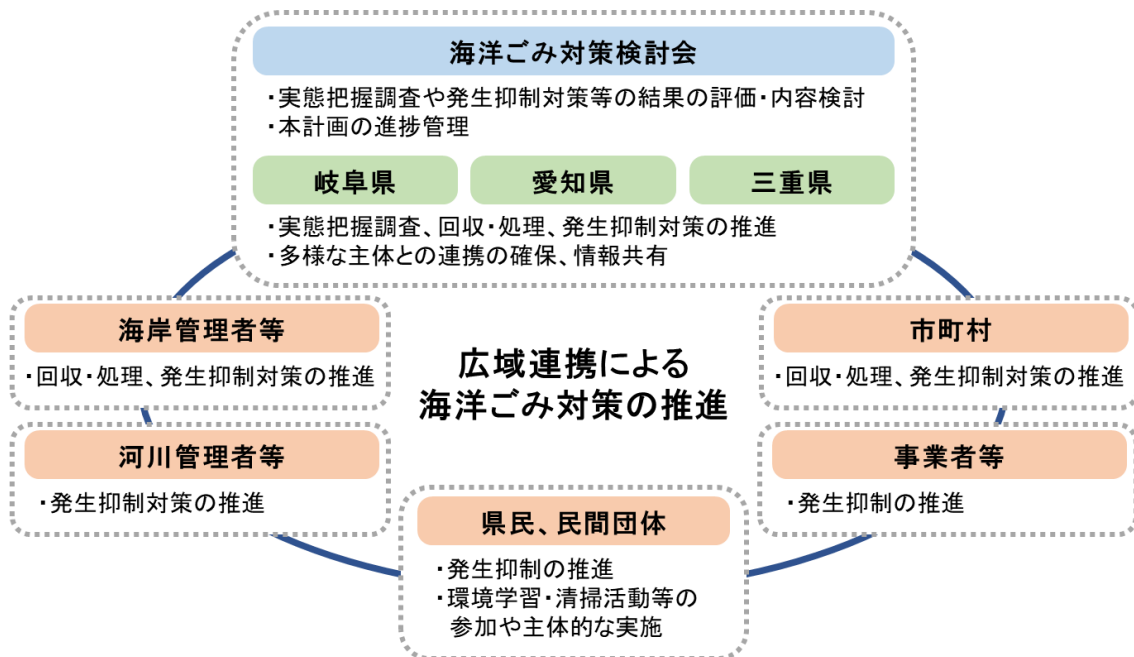 海洋ごみ対策検討会
・実態把握調査や発生抑制対策等の結果の評価・内容検討
・本計画の進捗管理
岐阜県
愛知県
三重県
・実態把握調査、回収・処理、発生抑制対策の推進
・多様な主体との連携の確保、情報共有
海岸管理者等
・回収・処理、発生抑制対策の推進
市町村
・回収・処理、発生抑制対策の推進
広域連携による
海洋ごみ対策の推進
河川管理者等
・発生抑制対策の推進
事業者等
・発生抑制の推進
県民、民間団体
・発生抑制の推進
・環境学習・清掃活動等の
参加や主体的な実施